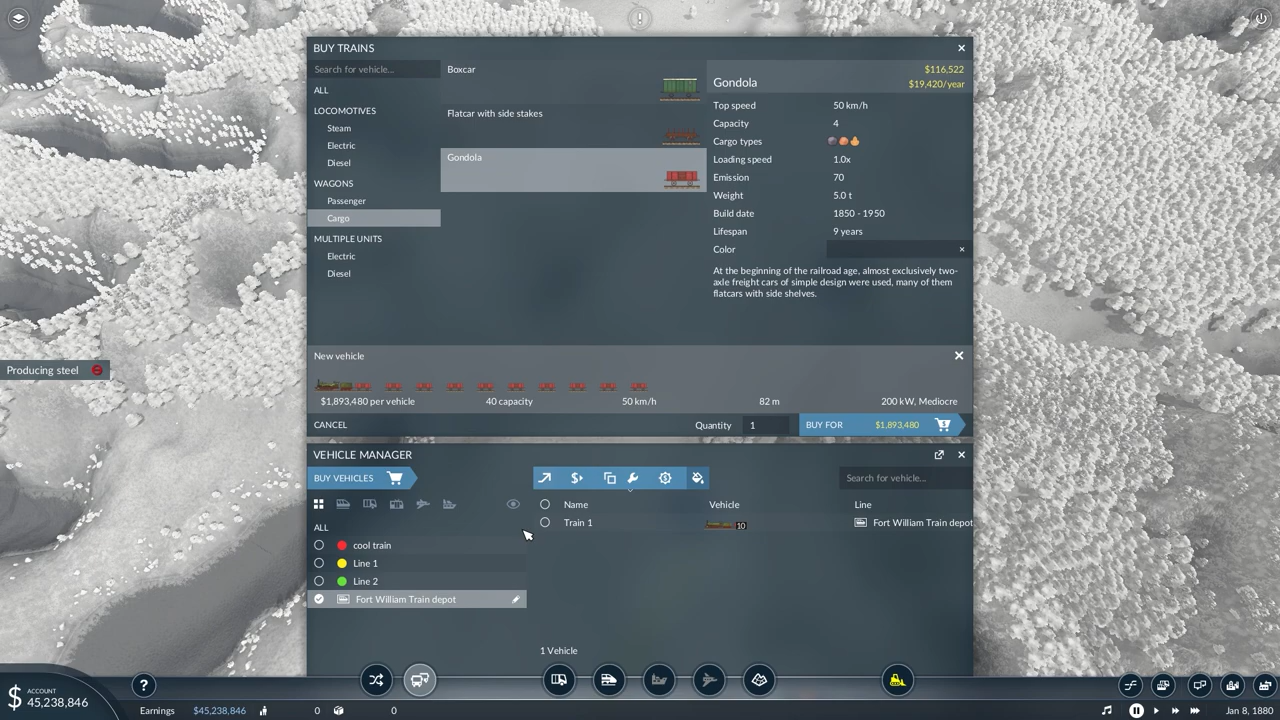 BUY TRAINS
Search for vehicle...
ALL
LOCOMOTIVES
Steam
Electric
Diesel
WAGONS
Passenger
Cargo
MULTIPLE UNITS
Electric
Diesel
Boxcar
Flatcar with side stakes
Gondola
Gondola
$116,522
$19,420/year
Top speed 50 km/h
Capacity 4
Cargo types
Loading speed 1.0x
Emission 70
Weight 5.0 t
Build date 1850 - 1950
Lifespan 9 years
Color
At the beginning of the railroad age, almost exclusively two-
axle freight cars of simple design were used, many of them
flatcars with side shelves.
Producing steel
New vehicle
$1,893,480 per vehicle 40 capacity 50 km/h 82 m 200 kW, Mediocre
CANCEL Quantity 1 BUY FOR $1,893,480
VEHICLE MANAGER
BUY VEHICLES
Search for vehicle...
ALL
cool train
Line 1
Line 2
Fort William Train depot
Name Vehicle Line
Train 1 10 Fort William Train depot
1 Vehicle
$ ACCOUNT
45,238,846
?
Earnings $45,238,846 0 0
Jan 8, 1880